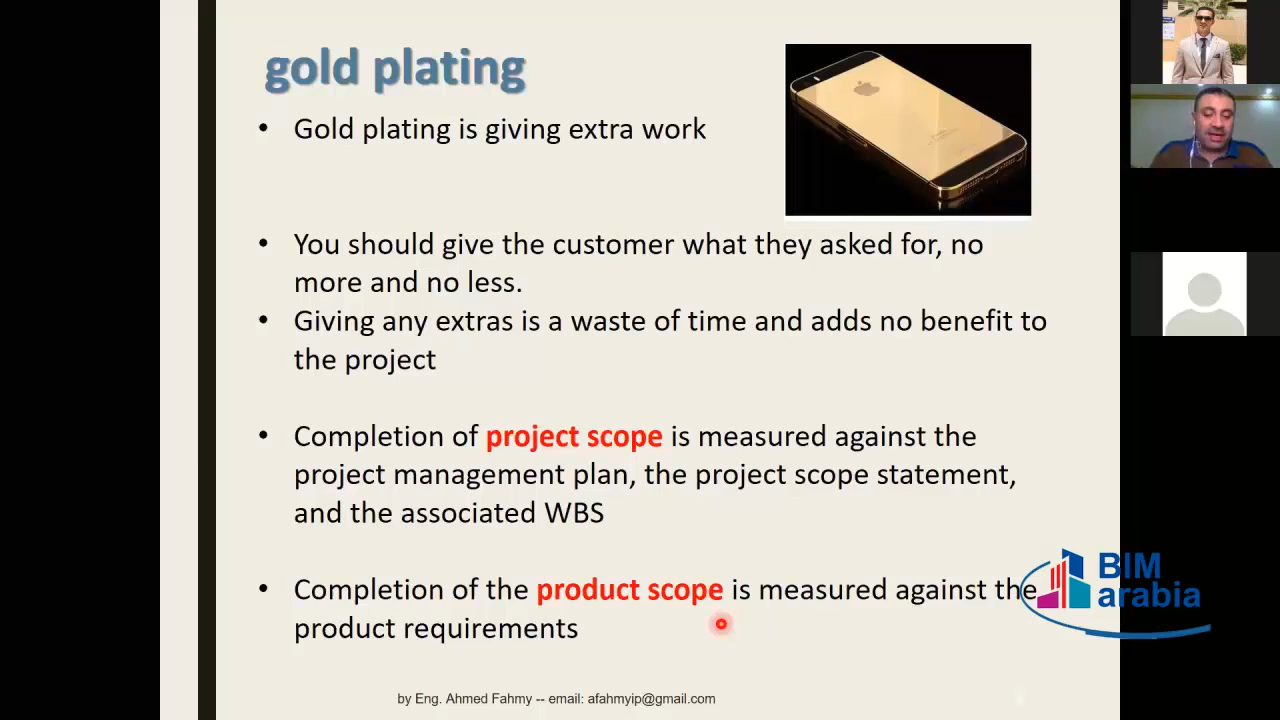 gold plating
• Gold plating is giving extra work
• You should give the customer what they asked for, no
more and no less.
• Giving any extras is a waste of time and adds no benefit to
the project
• Completion of project scope is measured against the
project management plan, the project scope statement,
and the associated WBS
• Completion of the product scope is measured against the
product requirements
BIM
arabia
by Eng. Ahmed Fahmy -- email: afahmyip@gmail.com